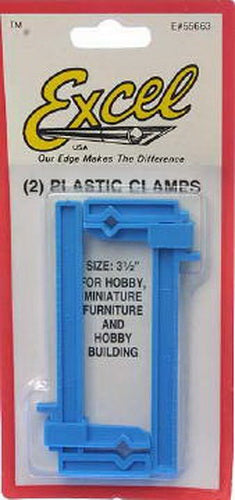 TM
E#55663
Excel
USA
Our Edge Makes The Difference
(2) PLASTIC CLAMPS
SIZE: 3½"
FOR HOBBY,
MINIATURE
FURNITURE
AND
HOBBY
BUILDING